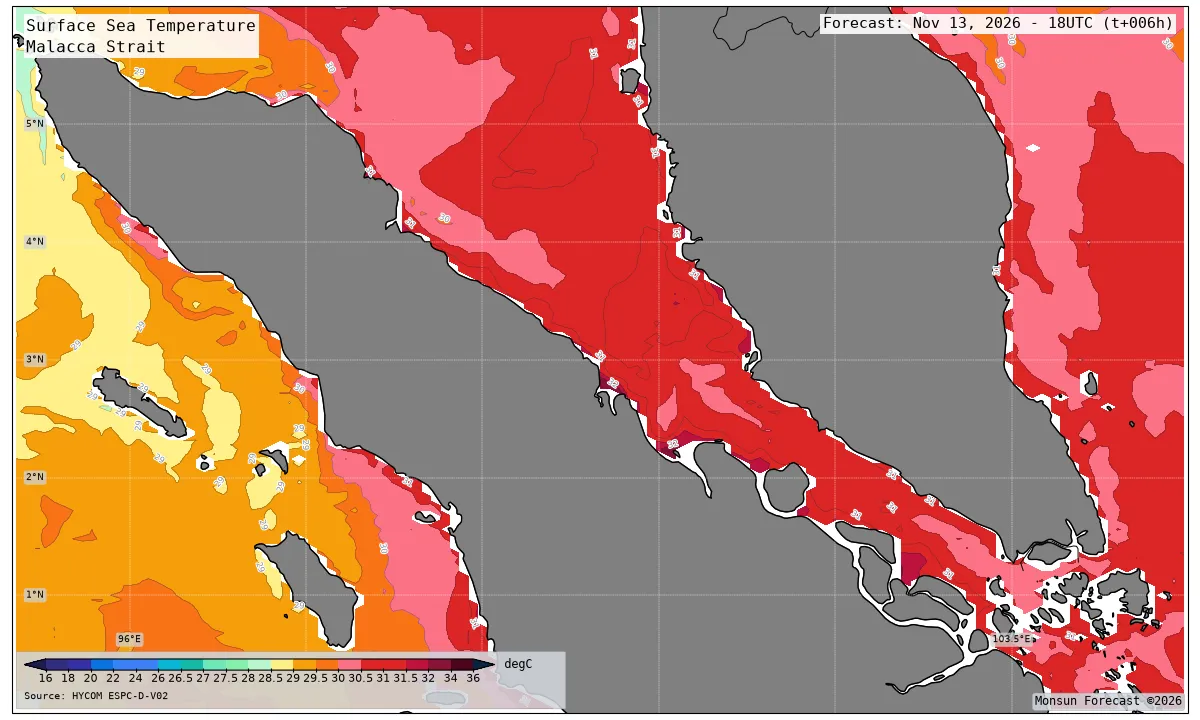 Surface Sea Temperature
Malacca Strait
Forecast: Nov 13, 2026 - 18UTC (t+006h)
5°N
4°N
3°N
2°N
1°N
96°E
103.5°E
degC
16 18 20 22 24 26 26.5 27 27.5 28 28.5 29 29.5 30 30.5 31 31.5 32 34 36
Source: HYCOM ESPC-D-V02
Monsun Forecast ©2026